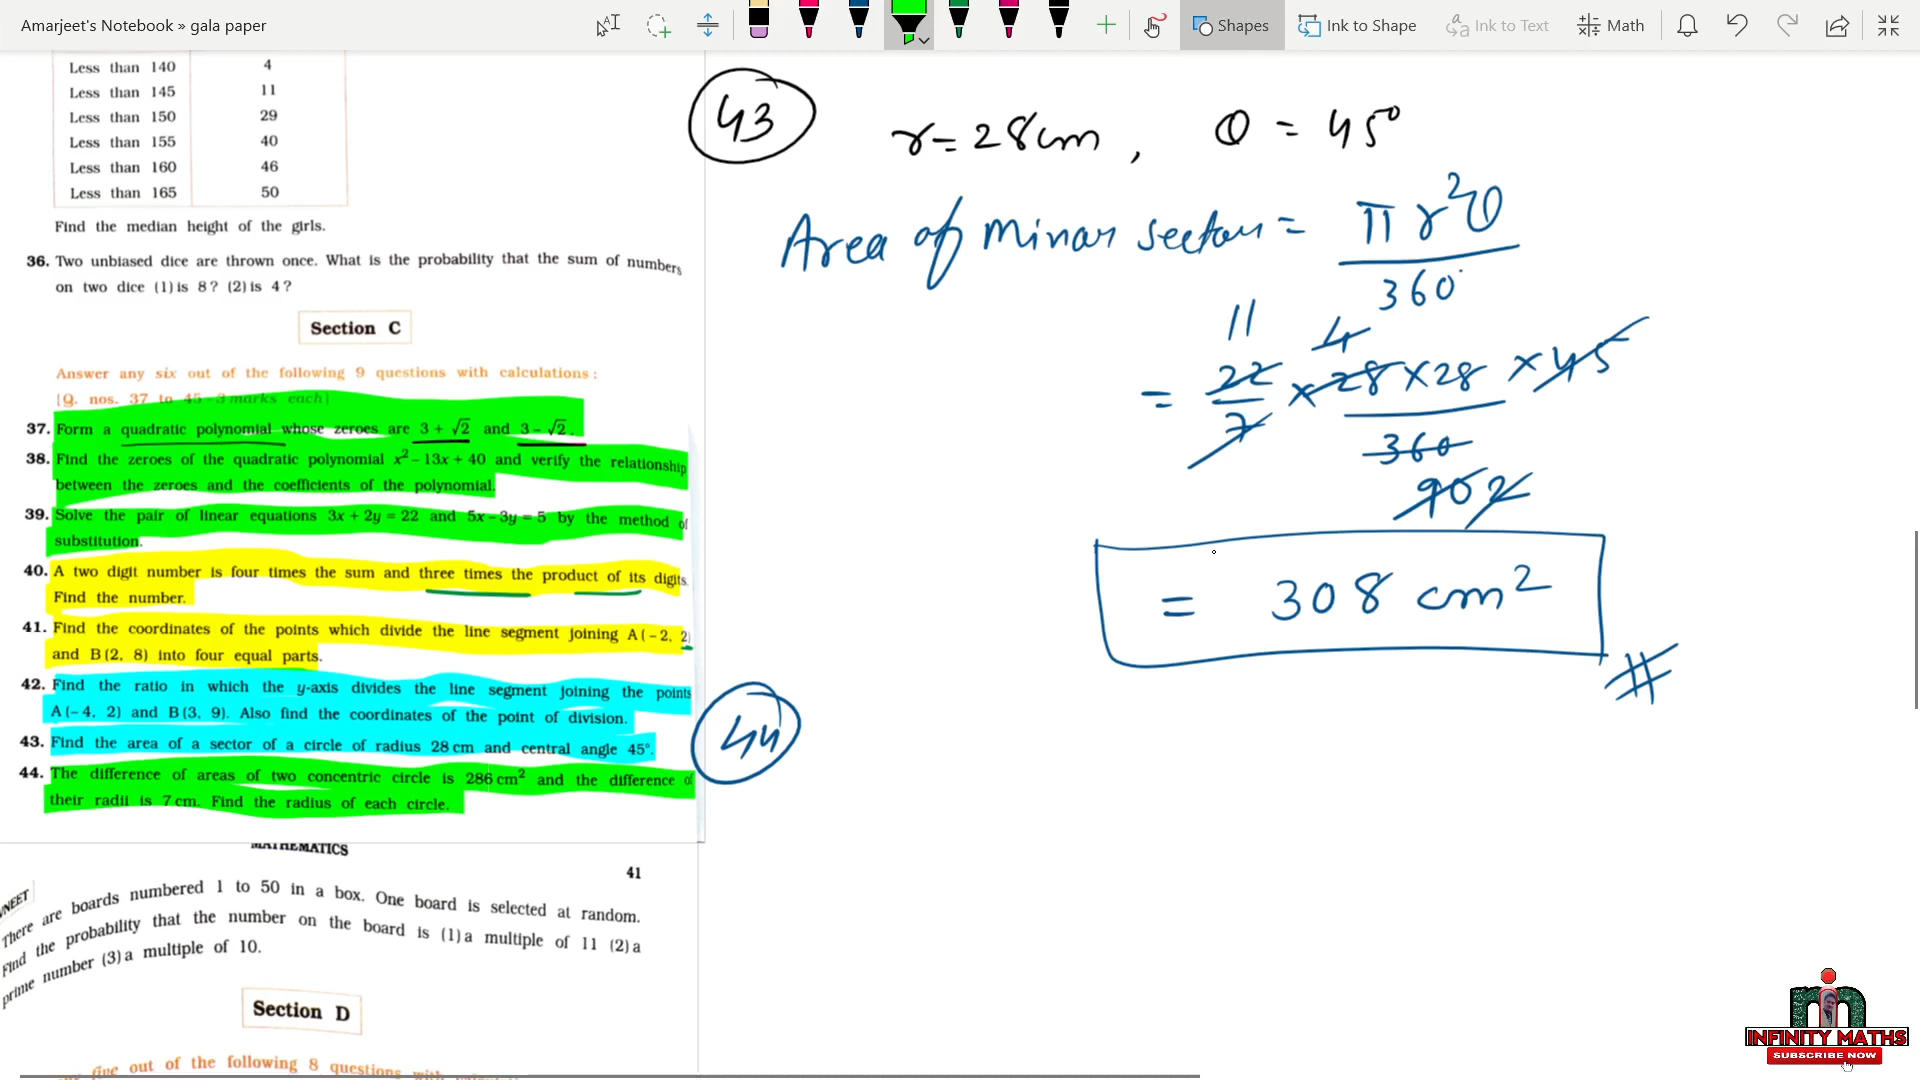 Amarjeet's Notebook » gala paper
Shapes
Ink to Shape
Ink to Text
Math
Less than 140 4
Less than 145 11
Less than 150 29
Less than 155 40
Less than 160 46
Less than 165 50
Find the median height of the girls.
36. Two unbiased dice are thrown once. What is the probability that the sum of numbers
on two dice (1) is 8? (2) is 4?
Section C
Answer any six out of the following 9 questions with calculations:
[Q. nos. 37 to 45 – 3 marks each]
37. Form a quadratic polynomial whose zeroes are 3 + √2 and 3 – √2.
38. Find the zeroes of the quadratic polynomial x² – 13x + 40 and verify the relationship
between the zeroes and the coefficients of the polynomial.
39. Solve the pair of linear equations 3x + 2y = 22 and 5x – 3y = 5 by the method of
substitution.
40. A two digit number is four times the sum and three times the product of its digits.
Find the number.
41. Find the coordinates of the points which divide the line segment joining A(–2, 2)
and B(2, 8) into four equal parts.
42. Find the ratio in which the y-axis divides the line segment joining the points
A(–4, 2) and B(3, 9). Also find the coordinates of the point of division.
43. Find the area of a sector of a circle of radius 28 cm and central angle 45°.
44. The difference of areas of two concentric circle is 286 cm² and the difference of
their radii is 7 cm. Find the radius of each circle.
MATHEMATICS
41
There are boards numbered 1 to 50 in a box. One board is selected at random.
Find the probability that the number on the board is (1) a multiple of 11 (2) a
prime number (3) a multiple of 10.
Section D
five out of the following 8 questions
43
r = 28 cm, θ = 45°
Area of minor sector = πr²θ
360
11 4
= 22 × 28 × 28 × 45
7 360
90 2
= 308 cm²
#
44
INFINITY MATHS
SUBSCRIBE NOW